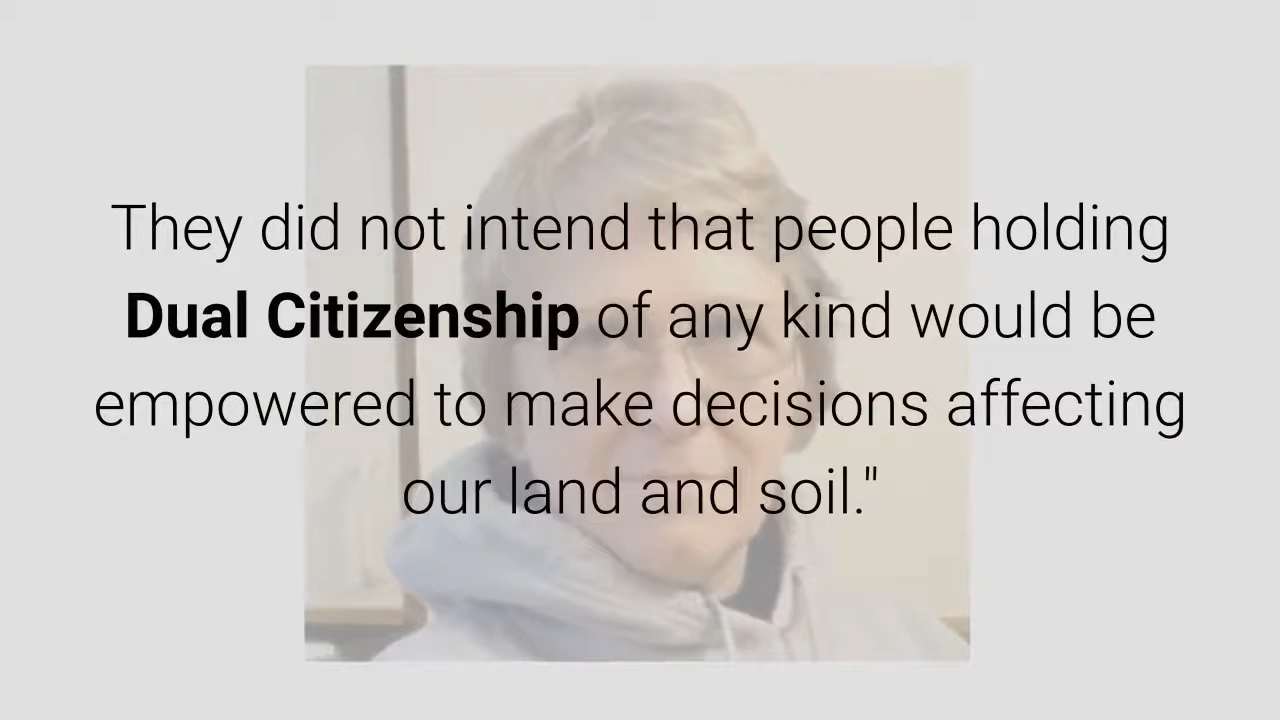 They did not intend that people holding
Dual Citizenship of any kind would be
empowered to make decisions affecting
our land and soil."